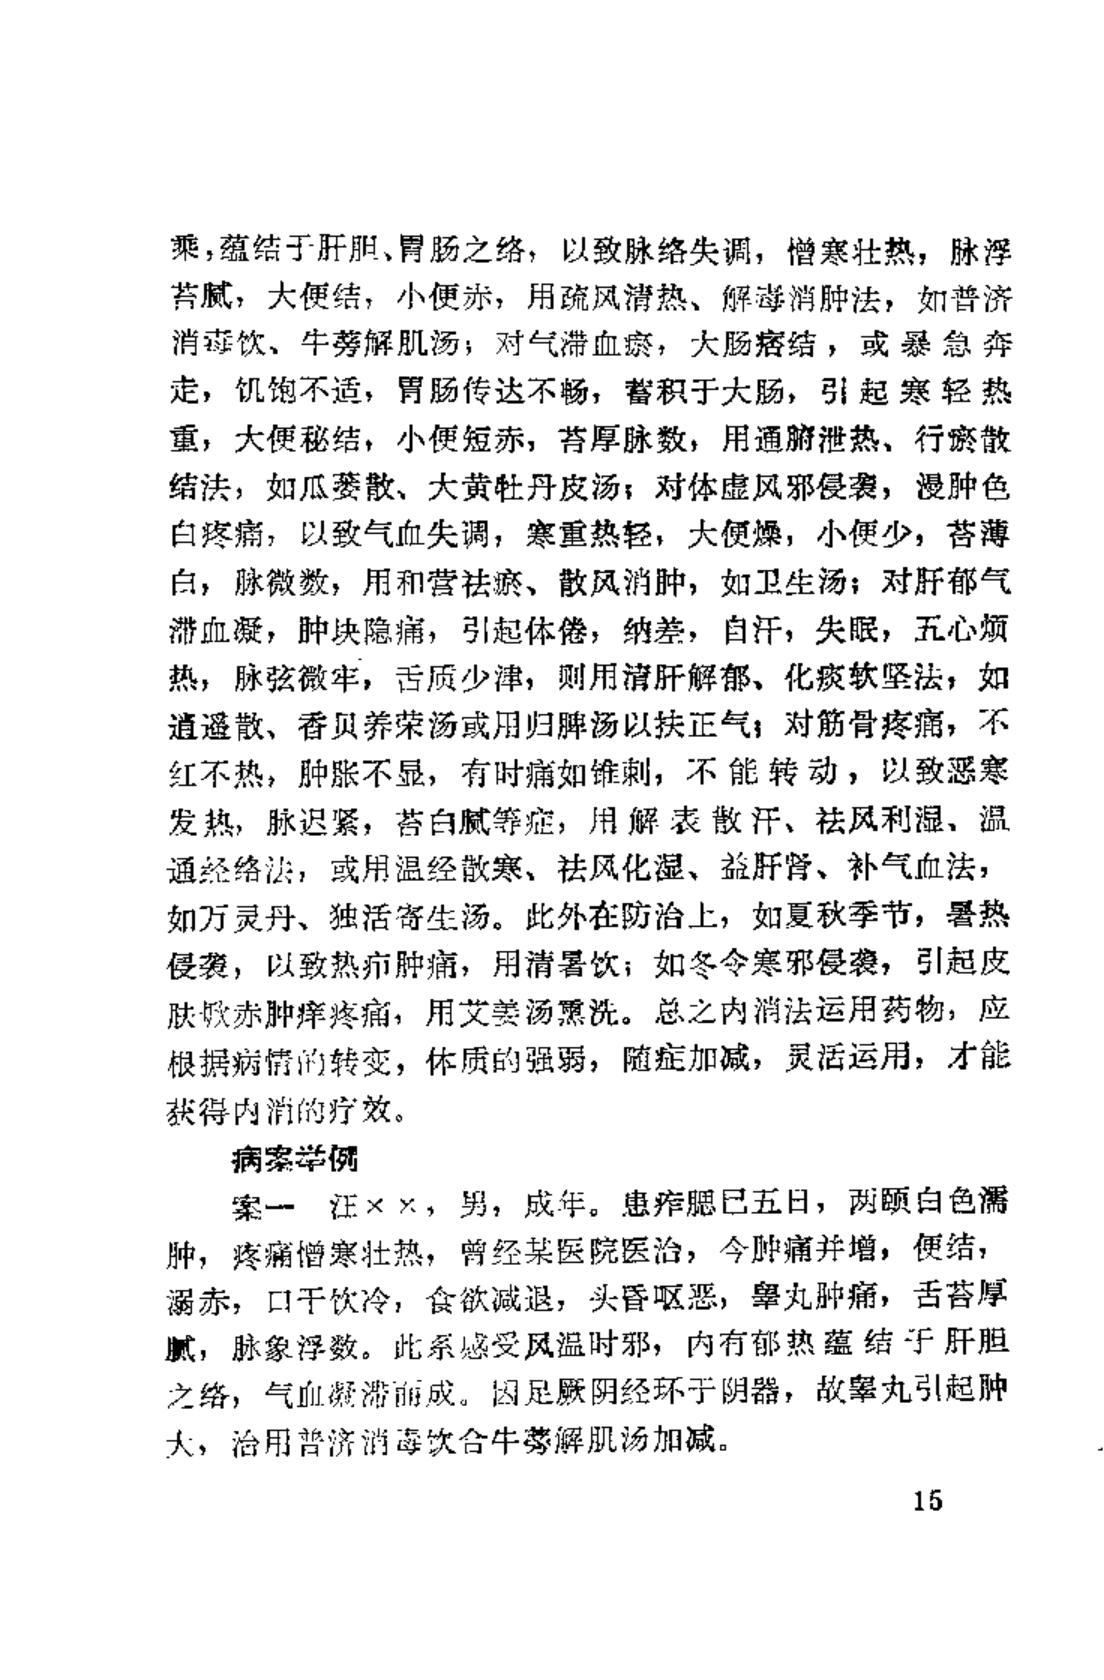 乘，蕴结于肝胆、胃肠之络，以致脉络失调，憎寒壮热，脉浮
苔腻，大便结，小便赤，用疏风清热、解毒消肿法，如普济
消毒饮、牛蒡解肌汤；对气滞血瘀，大肠痞结，或暴急奔
走，饥饱不适，胃肠传达不畅，蓄积于大肠，引起寒轻热
重，大便秘结，小便短赤，苔厚脉数，用通腑泄热、行瘀散
结法，如瓜蒌散、大黄牡丹皮汤；对体虚风邪侵袭，漫肿色
白疼痛，以致气血失调，寒重热轻，大便燥，小便少，苔薄
白，脉微数，用和营祛瘀、散风消肿，如卫生汤；对肝郁气
滞血凝，肿块隐痛，引起体倦，纳差，自汗，失眠，五心烦
热，脉弦微牢，舌质少津，则用清肝解郁、化痰软坚法，如
逍遥散、香贝养荣汤或用归脾汤以扶正气；对筋骨疼痛，不
红不热，肿胀不显，有时痛如锥刺，不能转动，以致恶寒
发热，脉迟紧，苔白腻等症，用解表散汗、祛风利湿、温
通经络法，或用温经散寒、祛风化湿、益肝肾、补气血法，
如万灵丹、独活寄生汤。此外在防治上，如夏秋季节，暑热
侵袭，以致热疖肿痛，用清暑饮；如冬令寒邪侵袭，引起皮
肤焮赤肿痒疼痛，用艾姜汤熏洗。总之内消法运用药物，应
根据病情的转变，体质的强弱，随症加减，灵活运用，才能
获得内消的疗效。
病案举例
案一　汪××，男，成年。患痄腮已五日，两颐白色濡
肿，疼痛憎寒壮热，曾经某医院医治，今肿痛并增，便结，
溺赤，口干饮冷，食欲减退，头昏呕恶，睾丸肿痛，舌苔厚
腻，脉象浮数。此系感受风温时邪，内有郁热蕴结于肝胆
之络，气血凝滞而成。因足厥阴经环于阴器，故睾丸引起肿
大，治用普济消毒饮合牛蒡解肌汤加减。
15